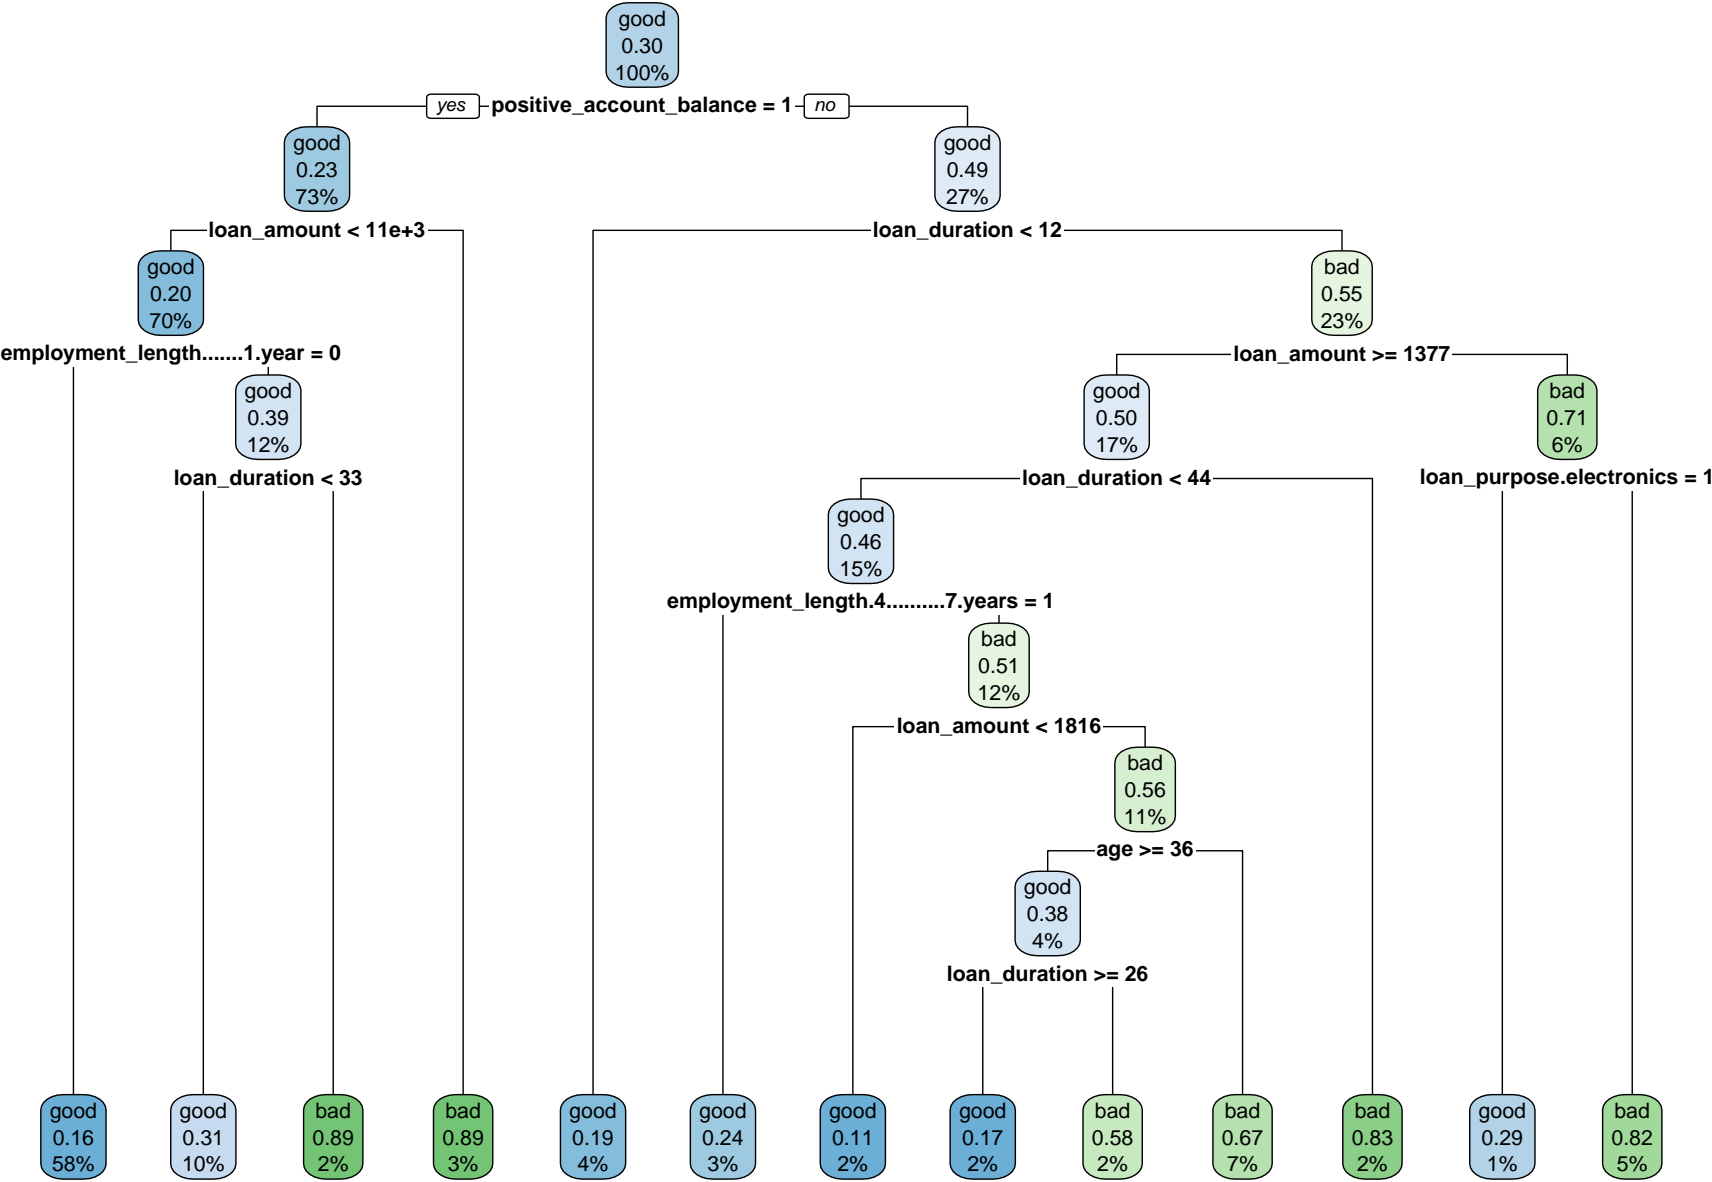 good
0.30
100%
yes positive_account_balance = 1 no
good
0.23
73%
good
0.49
27%
loan_amount < 11e+3
loan_duration < 12
good
0.20
70%
bad
0.55
23%
employment_length.......1.year = 0
loan_amount >= 1377
good
0.39
12%
good
0.50
17%
bad
0.71
6%
loan_duration < 33
loan_duration < 44
loan_purpose.electronics = 1
good
0.46
15%
employment_length.4..........7.years = 1
bad
0.51
12%
loan_amount < 1816
bad
0.56
11%
age >= 36
good
0.38
4%
loan_duration >= 26
good
0.16
58%
good
0.31
10%
bad
0.89
2%
bad
0.89
3%
good
0.19
4%
good
0.24
3%
good
0.11
2%
good
0.17
2%
bad
0.58
2%
bad
0.67
7%
bad
0.83
2%
good
0.29
1%
bad
0.82
5%